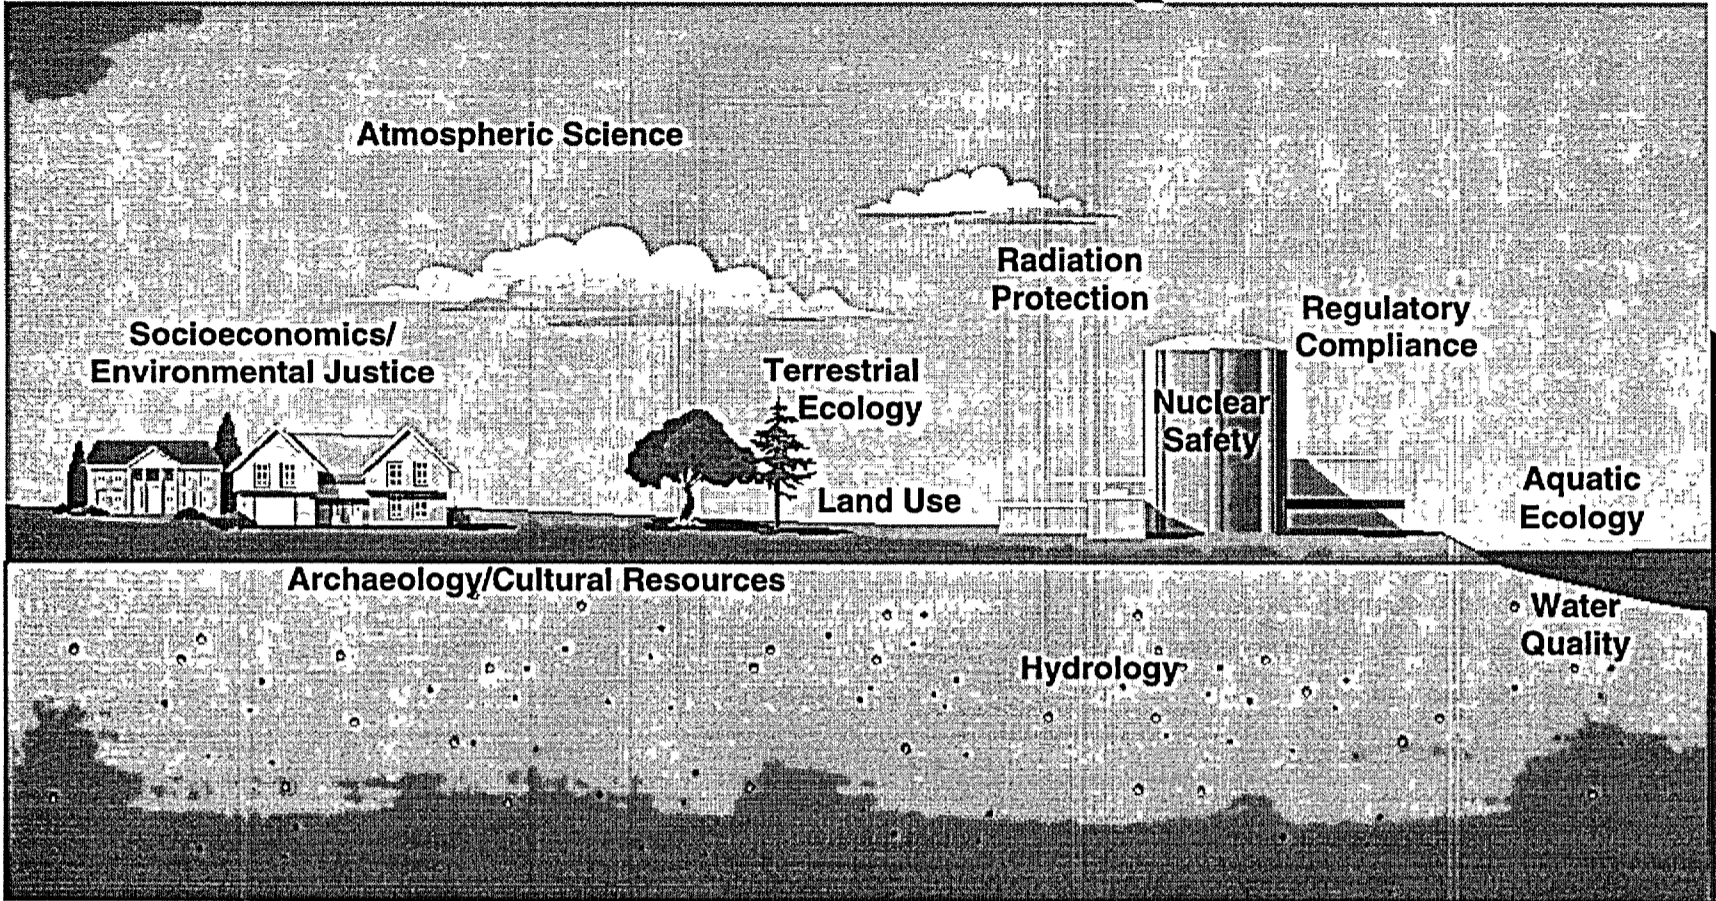 Atmospheric Science
Radiation
Protection
Regulatory
Compliance
Socioeconomics/
Environmental Justice
Terrestrial
Ecology
Nuclear
Safety
Land Use
Aquatic
Ecology
Archaeology/Cultural Resources
Water
Quality
Hydrology